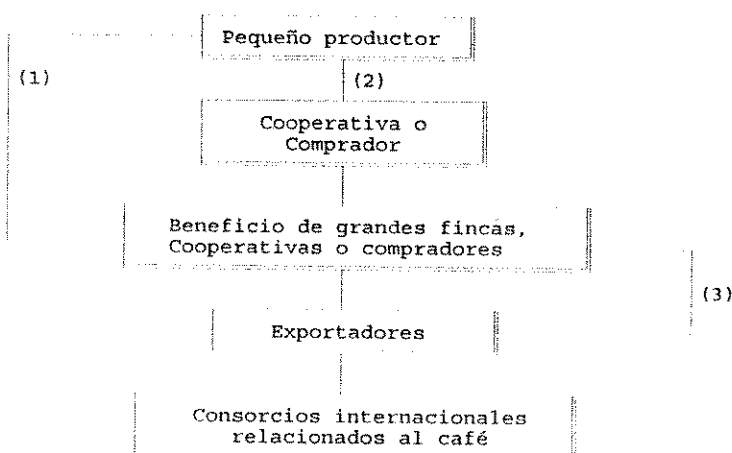 Pequeño productor
(1)
(2)
Cooperativa o
Comprador
Beneficio de grandes fincas,
Cooperativas o compradores
(3)
Exportadores
Consorcios internacionales
relacionados al café